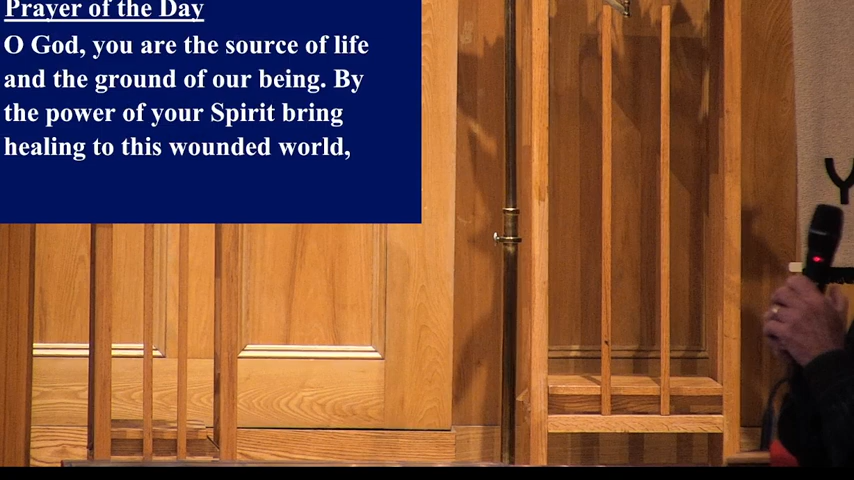 Prayer of the Day
O God, you are the source of life
and the ground of our being. By
the power of your Spirit bring
healing to this wounded world,
Y